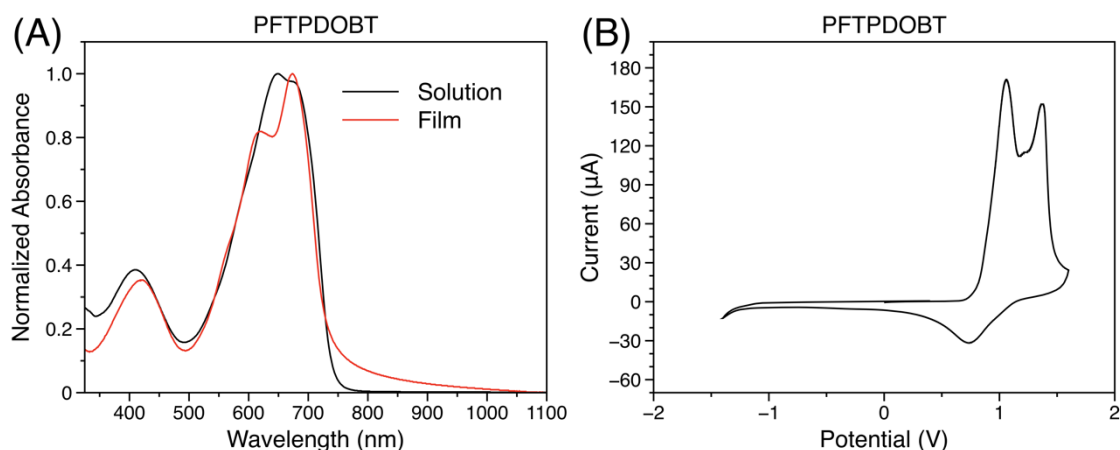 (A)
PFTPDOBT
Normalized Absorbance
1.0
0.8
0.6
0.4
0.2
0
Solution
Film
400 500 600 700 800 900 1000 1100
Wavelength (nm)
(B)
PFTPDOBT
Current (µA)
180
150
120
90
60
30
0
−30
−60
−2 −1 0 1 2
Potential (V)